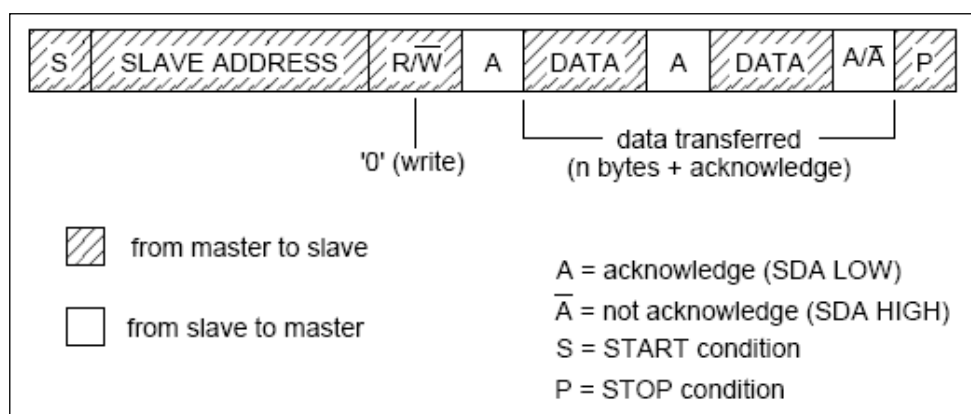 S SLAVE ADDRESS R/W̅ A DATA A DATA A/A̅ P
data transferred
'0' (write) (n bytes + acknowledge)
from master to slave
A = acknowledge (SDA LOW)
A̅ = not acknowledge (SDA HIGH)
from slave to master
S = START condition
P = STOP condition